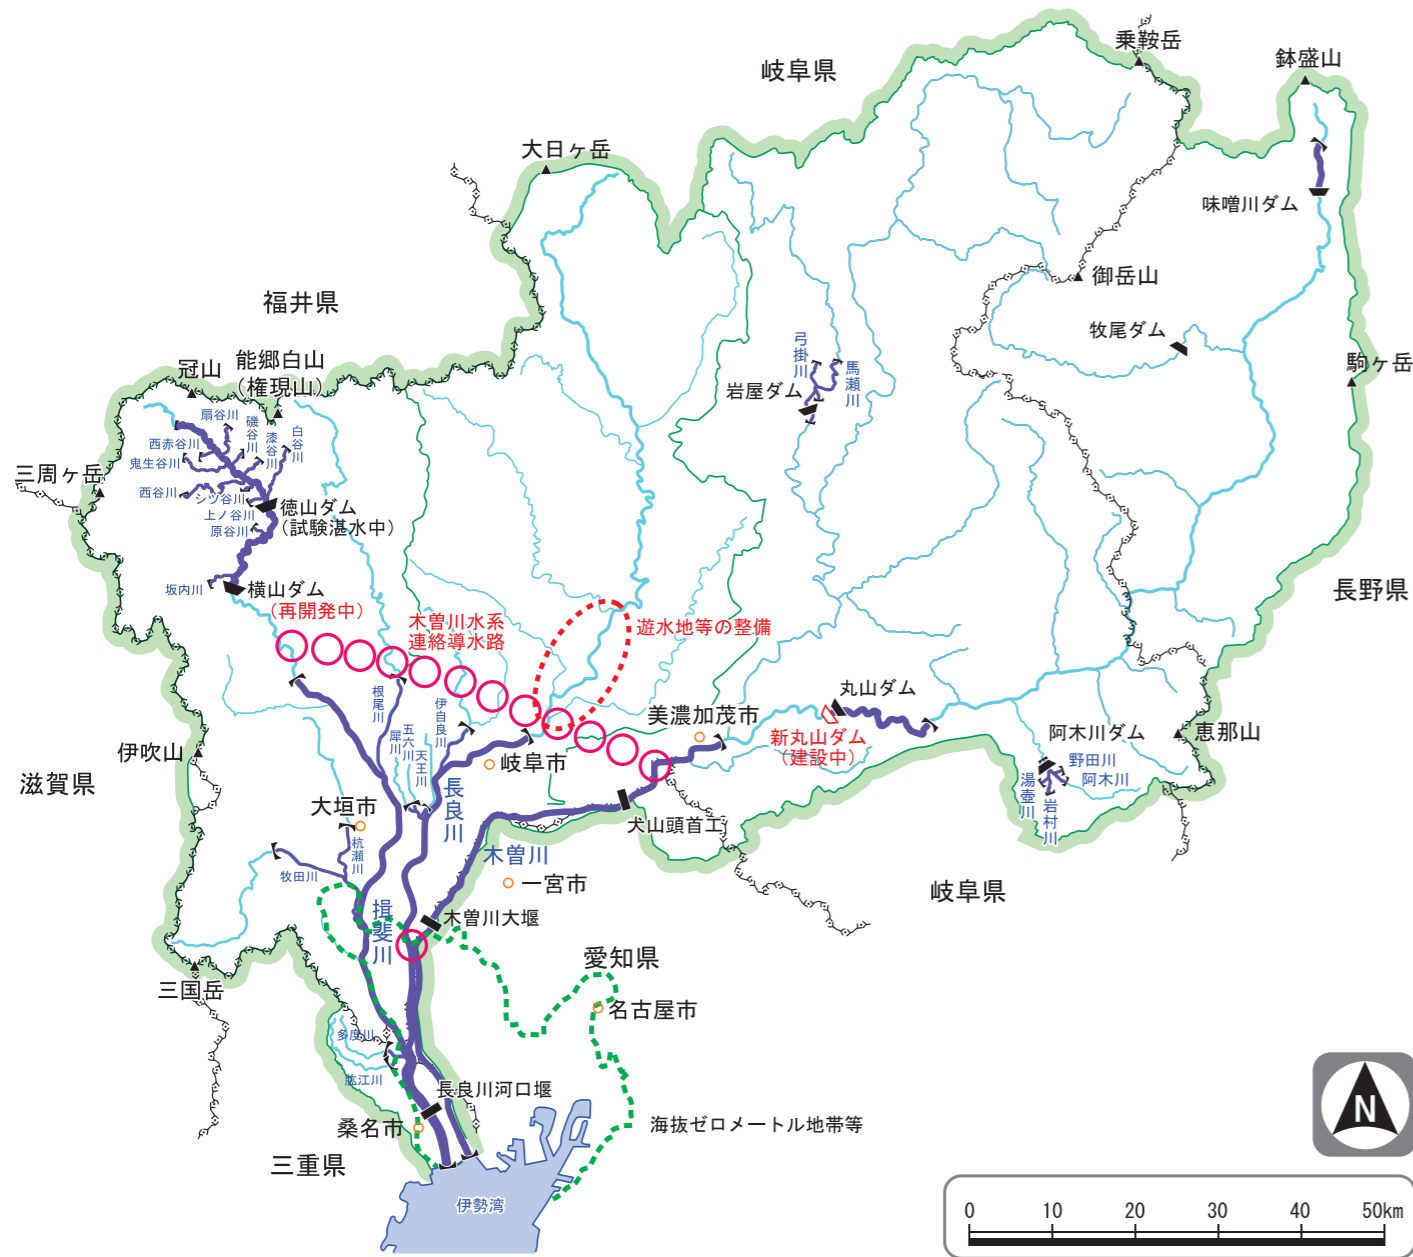 乗鞍岳
鉢盛山
岐阜県
大日ヶ岳
味噌川ダム
御岳山
福井県
牧尾ダム
駒ヶ岳
能郷白山
(権現山)
冠山
弓掛川
馬瀬川
岩屋ダム
扇谷川
磯谷川
漆谷川
白谷川
西赤谷川
鬼生谷川
三周ヶ岳
西谷川
シツ谷川
上ノ谷川
原谷川
徳山ダム
(試験湛水中)
坂内川
横山ダム
(再開発中)
長野県
木曽川水系
連絡導水路
遊水地等の整備
根尾川
伊自良川
五六川
犀川
天王川
丸山ダム
美濃加茂市
新丸山ダム
(建設中)
阿木川ダム
恵那山
野田川
阿木川
湯壺川
岩村川
伊吹山
滋賀県
岐阜市
長良川
大垣市
杭瀬川
犬山頭首工
木曽川
牧田川
一宮市
岐阜県
揖斐川
木曽川大堰
愛知県
三国岳
名古屋市
多度川
肱江川
長良川河口堰
桑名市
海抜ゼロメートル地帯等
三重県
伊勢湾
N
0 10 20 30 40 50km